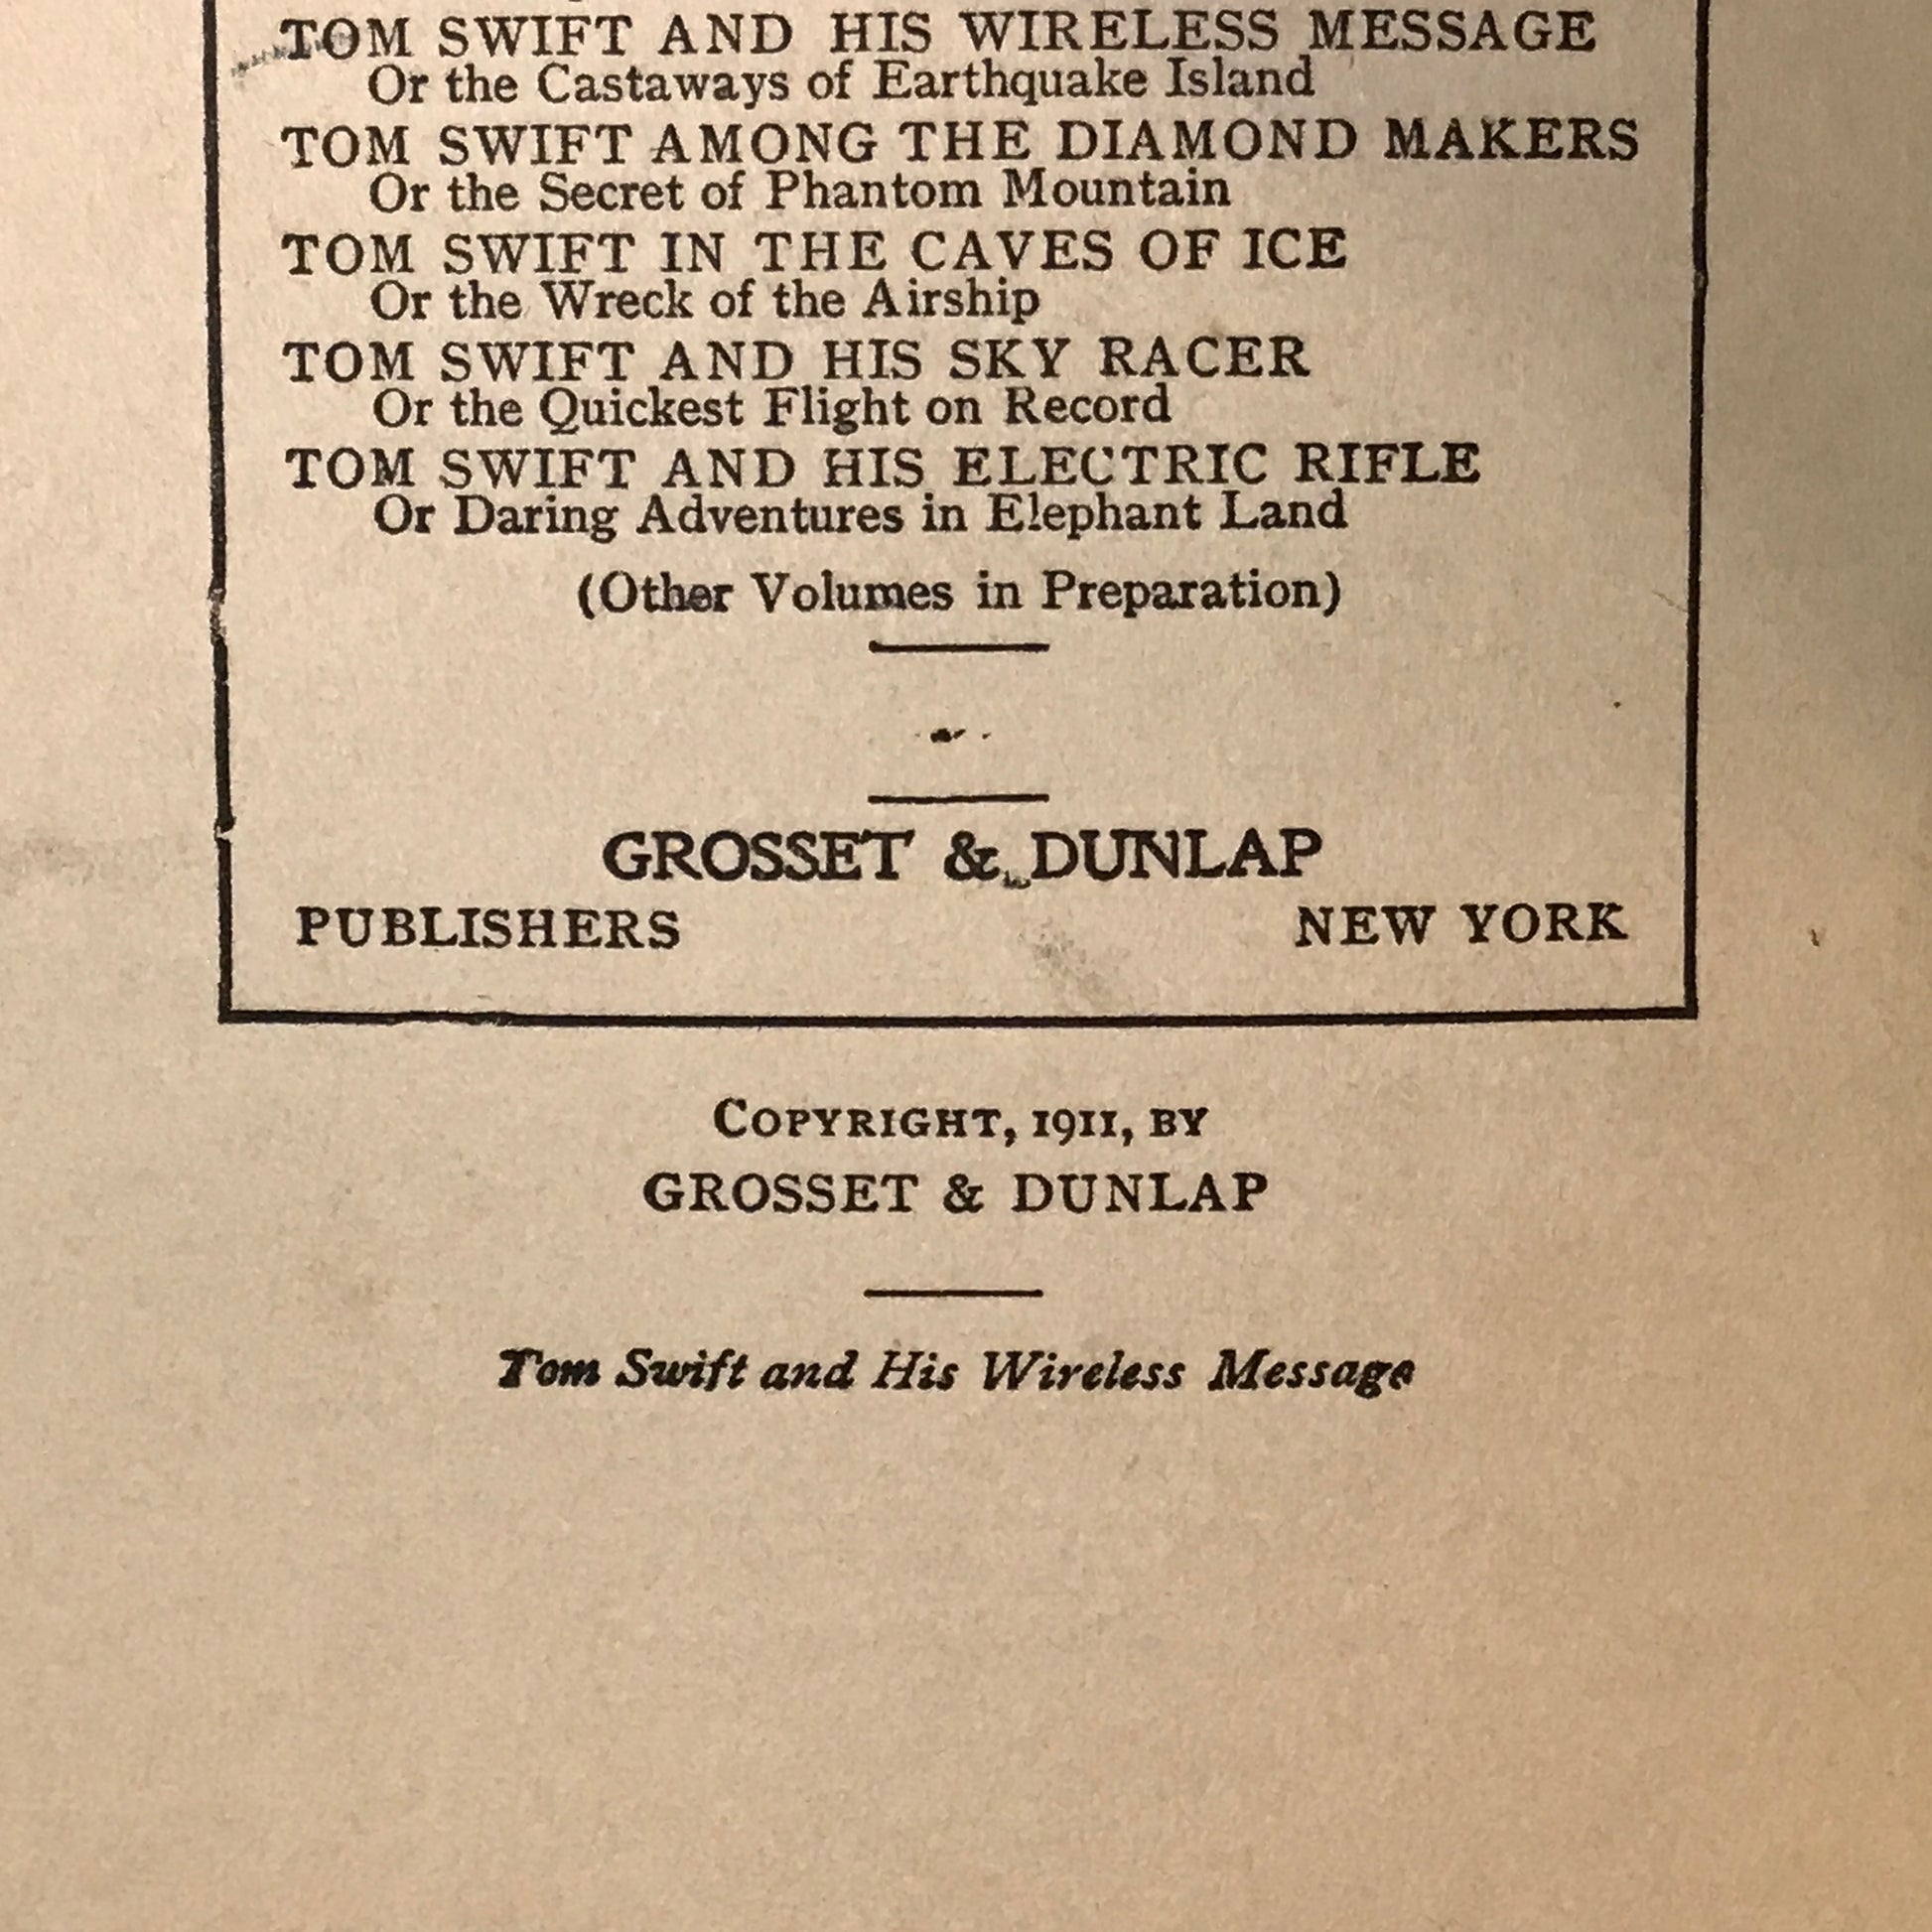 TOM SWIFT AND HIS WIRELESS MESSAGE
Or the Castaways of Earthquake Island
TOM SWIFT AMONG THE DIAMOND MAKERS
Or the Secret of Phantom Mountain
TOM SWIFT IN THE CAVES OF ICE
Or the Wreck of the Airship
TOM SWIFT AND HIS SKY RACER
Or the Quickest Flight on Record
TOM SWIFT AND HIS ELECTRIC RIFLE
Or Daring Adventures in Elephant Land
(Other Volumes in Preparation)
GROSSET & DUNLAP
PUBLISHERS NEW YORK
COPYRIGHT, 1911, BY
GROSSET & DUNLAP
Tom Swift and His Wireless Message